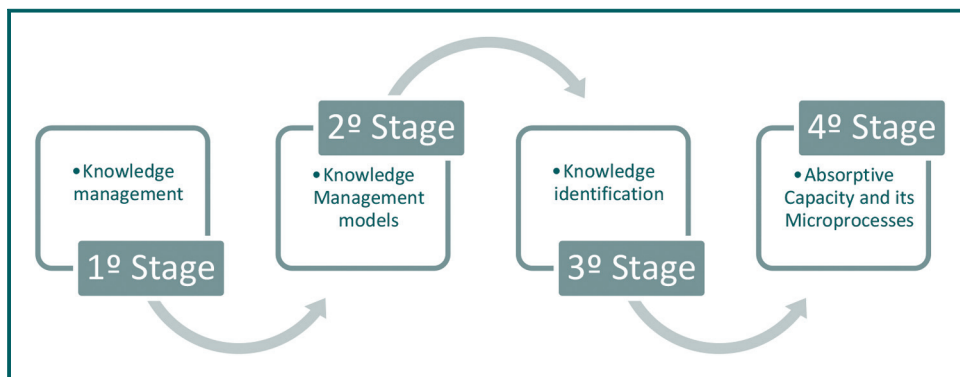 • Knowledge
management
1º Stage
2º Stage
• Knowledge
Management
models
• Knowledge
identification
3º Stage
4º Stage
• Absorptive
Capacity and its
Microprocesses